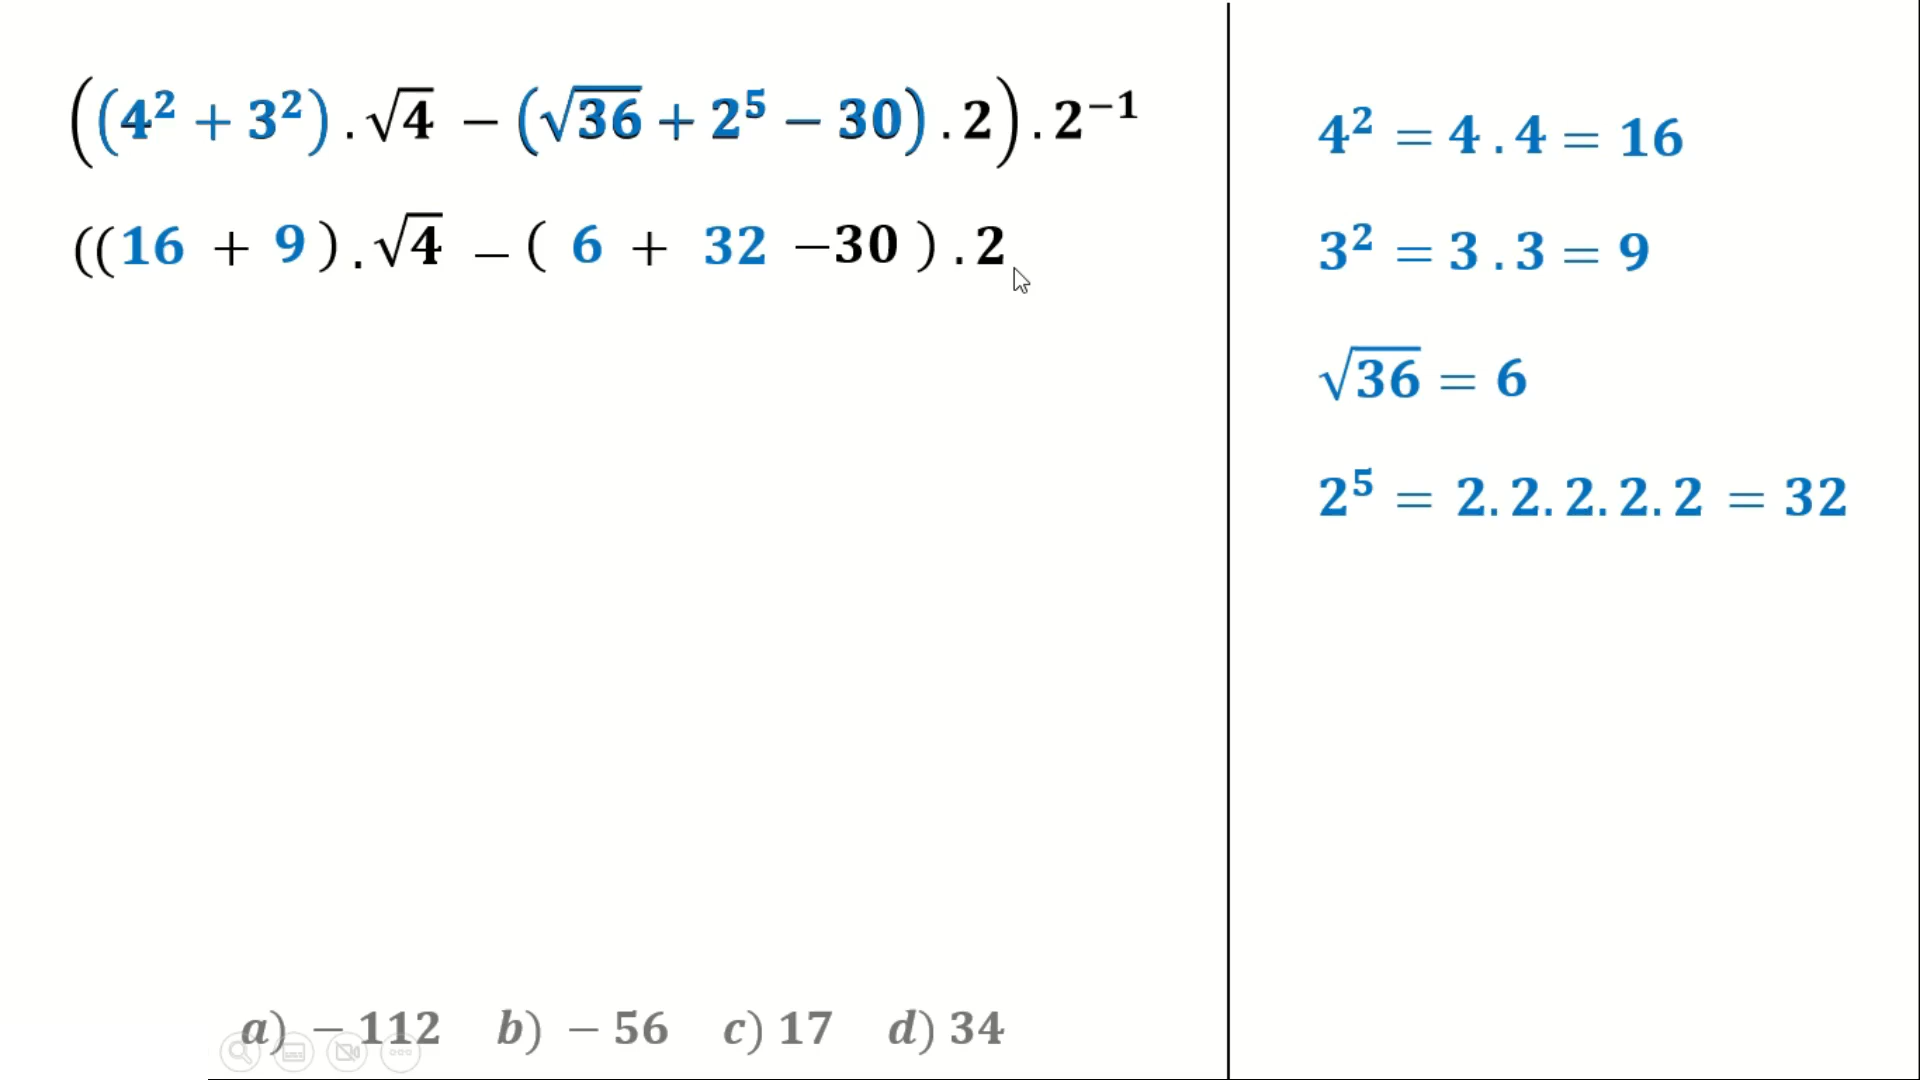 ((4² + 3²) . √4 − (√36 + 2⁵ − 30) . 2) . 2⁻¹
((16 + 9) . √4 − ( 6 + 32 −30 ) . 2
a) − 112 b) − 56 c) 17 d) 34
4² = 4 . 4 = 16
3² = 3 . 3 = 9
√36 = 6
2⁵ = 2. 2. 2. 2. 2 = 32